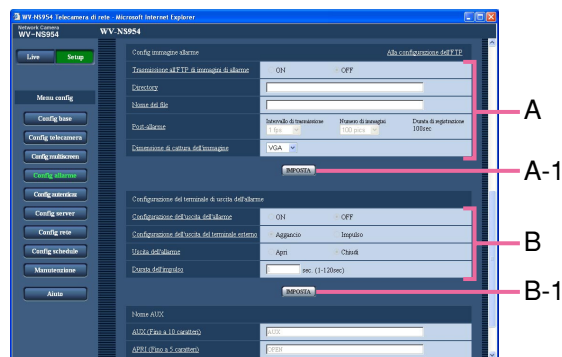 WV-NS954 Telecamera di rete - Microsoft Internet Explorer
Network Camera
WV-NS954
WV-NS954
Live
Setup
Menu config
Config base
Config telecamera
Config multiscreen
Config allarme
Config autenticaz
Config server
Config rete
Config schedule
Manutenzione
Aiuto
Config immagine allarme
Alla configurazione dell'FTP
Trasmissione all'FTP di immagini di allarme
ON
OFF
Directory
Nome del file
Post-allarme
Intervallo di trasmissione
Numero di immagini
Durata di registrazione
1 fps
100 pics
100sec
Dimensione di cattura dell'immagine
VGA
IMPOSTA
Configurazione del terminale di uscita dell'allarme
Configurazione dell'uscita dell'allarme
ON
OFF
Configurazione dell'uscita del terminale esterno
Aggancio
Impulso
Uscita dell'allarme
Apri
Chiudi
Durata dell'impulso
1
sec. (1-120sec)
IMPOSTA
Nome AUX
AUX (Fino a 10 caratteri)
AUX
APRI (Fino a 5 caratteri)
OPEN
A
A-1
B
B-1